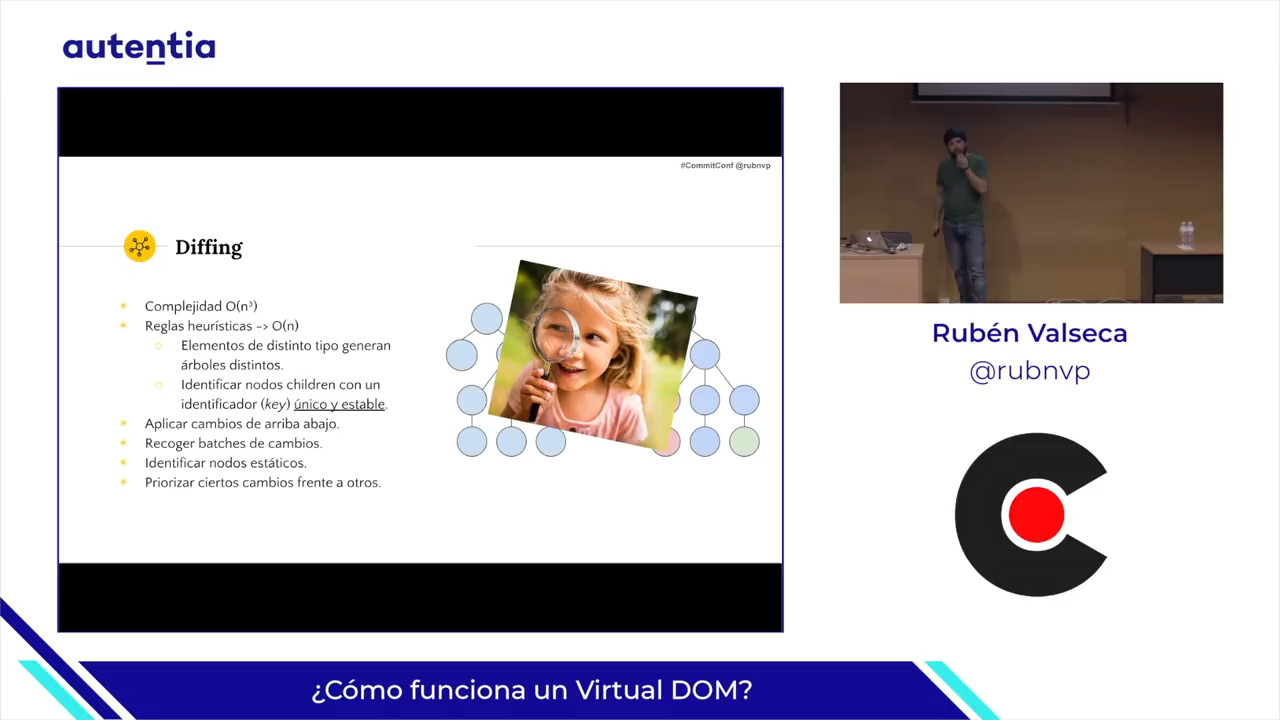 autentia
#CommitConf @rubnvp
Diffing
Complejidad O(n³)
Reglas heurísticas -> O(n)
Elementos de distinto tipo generan
árboles distintos.
Identificar nodos children con un
identificador (key) único y estable.
Aplicar cambios de arriba abajo.
Recoger batches de cambios.
Identificar nodos estáticos.
Priorizar ciertos cambios frente a otros.
Rubén Valseca
@rubnvp
¿Cómo funciona un Virtual DOM?